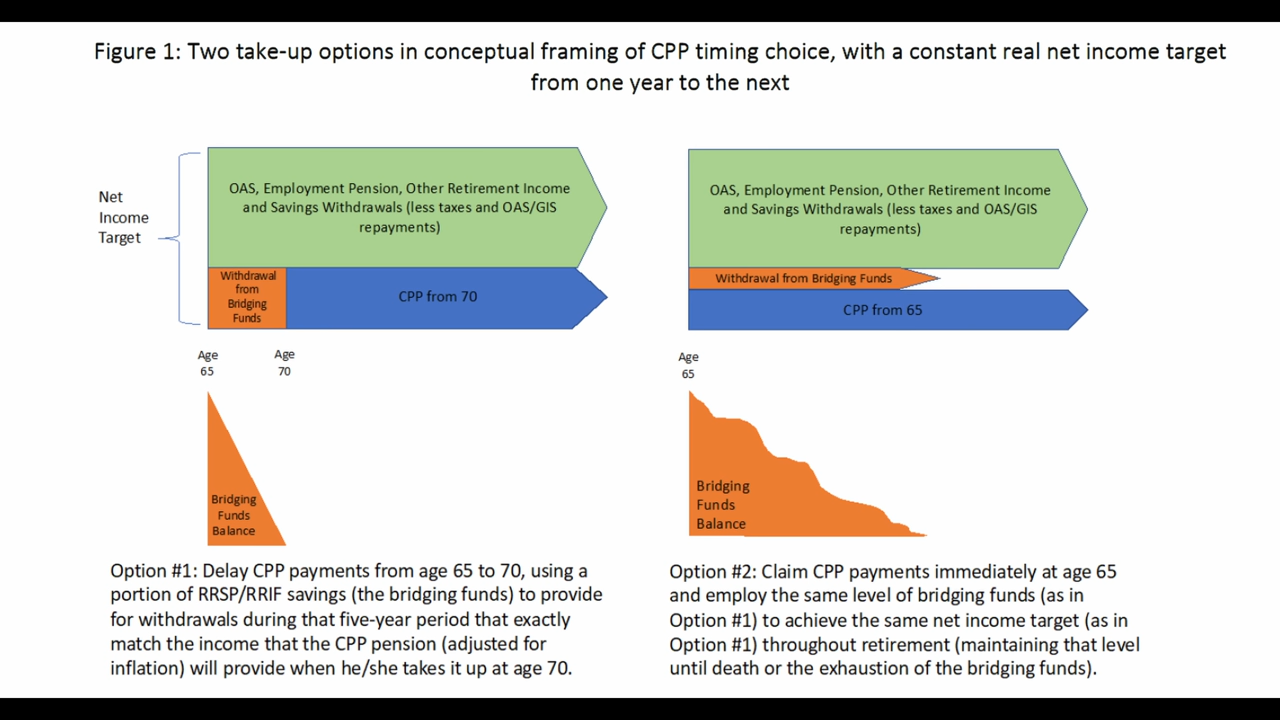 Figure 1: Two take-up options in conceptual framing of CPP timing choice, with a constant real net income target
from one year to the next
Net
Income
Target
OAS, Employment Pension, Other Retirement Income
and Savings Withdrawals (less taxes and OAS/GIS
repayments)
Withdrawal
from
Bridging
Funds
CPP from 70
Age
65
Age
70
Bridging
Funds
Balance
Option #1: Delay CPP payments from age 65 to 70, using a
portion of RRSP/RRIF savings (the bridging funds) to provide
for withdrawals during that five-year period that exactly
match the income that the CPP pension (adjusted for
inflation) will provide when he/she takes it up at age 70.
OAS, Employment Pension, Other Retirement Income
and Savings Withdrawals (less taxes and OAS/GIS
repayments)
Withdrawal from Bridging Funds
CPP from 65
Age
65
Bridging
Funds
Balance
Option #2: Claim CPP payments immediately at age 65
and employ the same level of bridging funds (as in
Option #1) to achieve the same net income target (as in
Option #1) throughout retirement (maintaining that level
until death or the exhaustion of the bridging funds).